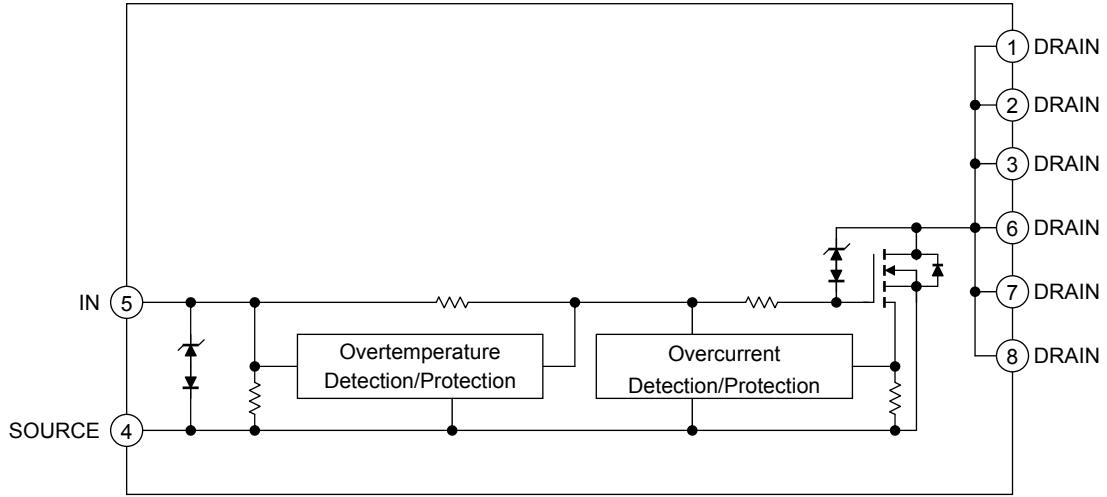 1 DRAIN
2 DRAIN
3 DRAIN
6 DRAIN
IN 5
7 DRAIN
Overtemperature
Detection/Protection
Overcurrent
Detection/Protection
8 DRAIN
SOURCE 4